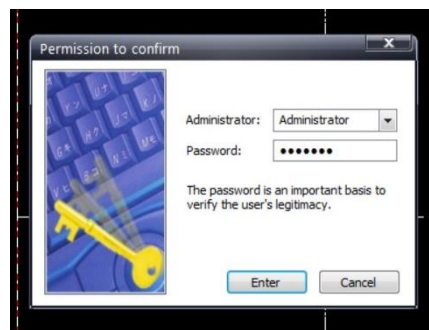 Permission to confirm
Administrator: Administrator
Password: •••••••
The password is an important basis to
verify the user's legitimacy.
Enter Cancel